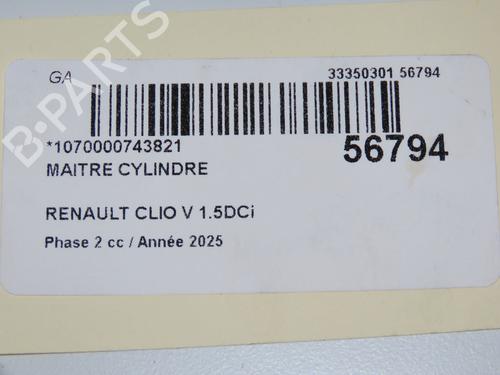 GA
33350301 56794
*1070000743821
56794
MAITRE CYLINDRE
RENAULT CLIO V 1.5DCi
Phase 2 cc / Année 2025
B-PARTS